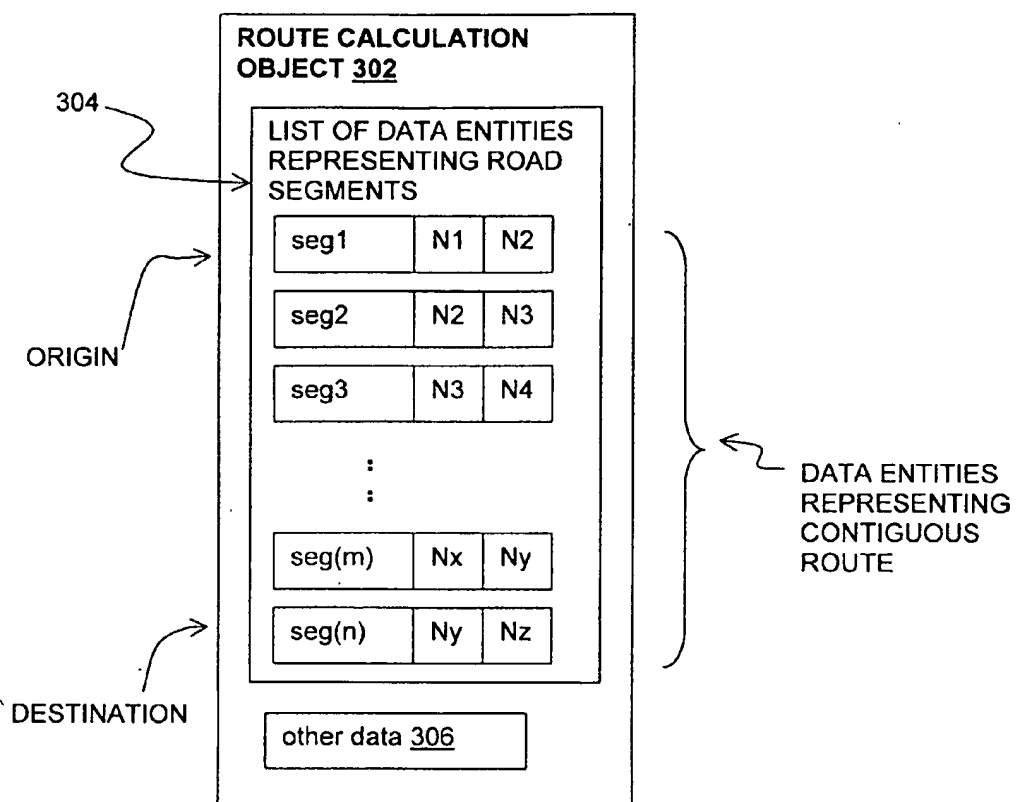 ROUTE CALCULATION
OBJECT 302
304
LIST OF DATA ENTITIES
REPRESENTING ROAD
SEGMENTS
seg1 N1 N2
seg2 N2 N3
ORIGIN
seg3 N3 N4
:
:
DATA ENTITIES
REPRESENTING
CONTIGUOUS
ROUTE
seg(m) Nx Ny
seg(n) Ny Nz
DESTINATION
other data 306